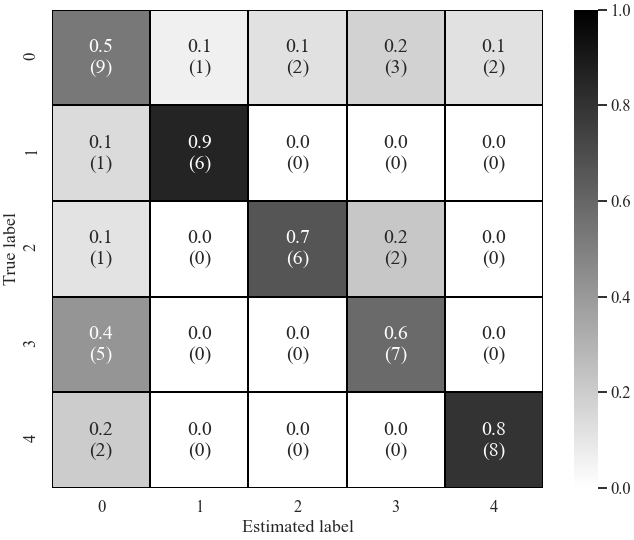 0.5 0.1 0.1 0.2 0.1
0 (9) (1) (2) (3) (2)
0.1 0.9 0.0 0.0 0.0
1 (1) (6) (0) (0) (0)
0.1 0.0 0.7 0.2 0.0
2 (1) (0) (6) (2) (0)
0.4 0.0 0.0 0.6 0.0
3 (5) (0) (0) (7) (0)
0.2 0.0 0.0 0.0 0.8
4 (2) (0) (0) (0) (8)
0 1 2 3 4
Estimated label
True label
1.0
0.8
0.6
0.4
0.2
0.0